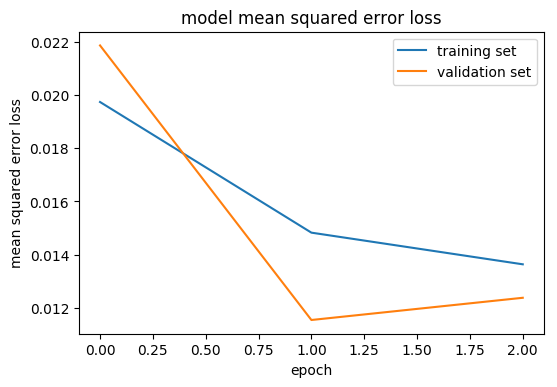 model mean squared error loss
training set
validation set
mean squared error loss
0.022
0.020
0.018
0.016
0.014
0.012
0.00 0.25 0.50 0.75 1.00 1.25 1.50 1.75 2.00
epoch